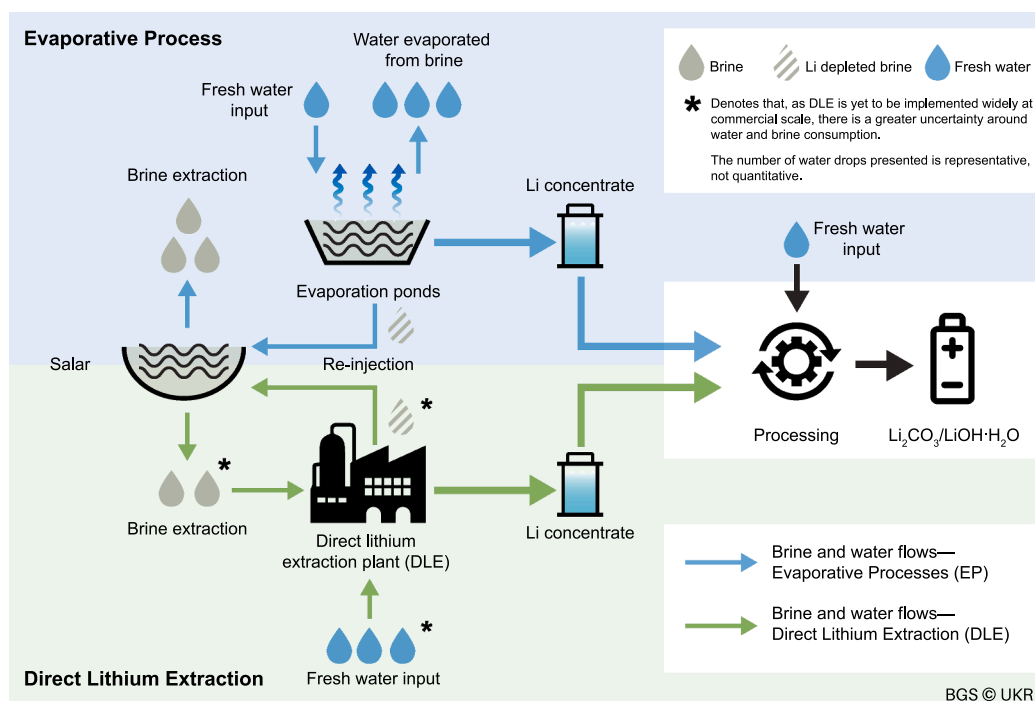 Evaporative Process
Water evaporated
from brine
Fresh water
input
Brine extraction
Li concentrate
Evaporation ponds
Salar
Re-injection
Brine
Li depleted brine
Fresh water
* Denotes that, as DLE is yet to be implemented widely at
commercial scale, there is a greater uncertainty around
water and brine consumption.
The number of water drops presented is representative,
not quantitative.
Fresh water
input
Processing
Li₂CO₃/LiOH·H₂O
*
*
Brine extraction
Direct lithium
extraction plant (DLE)
Li concentrate
*
Fresh water input
Direct Lithium Extraction
Brine and water flows—
Evaporative Processes (EP)
Brine and water flows—
Direct Lithium Extraction (DLE)
BGS © UKR